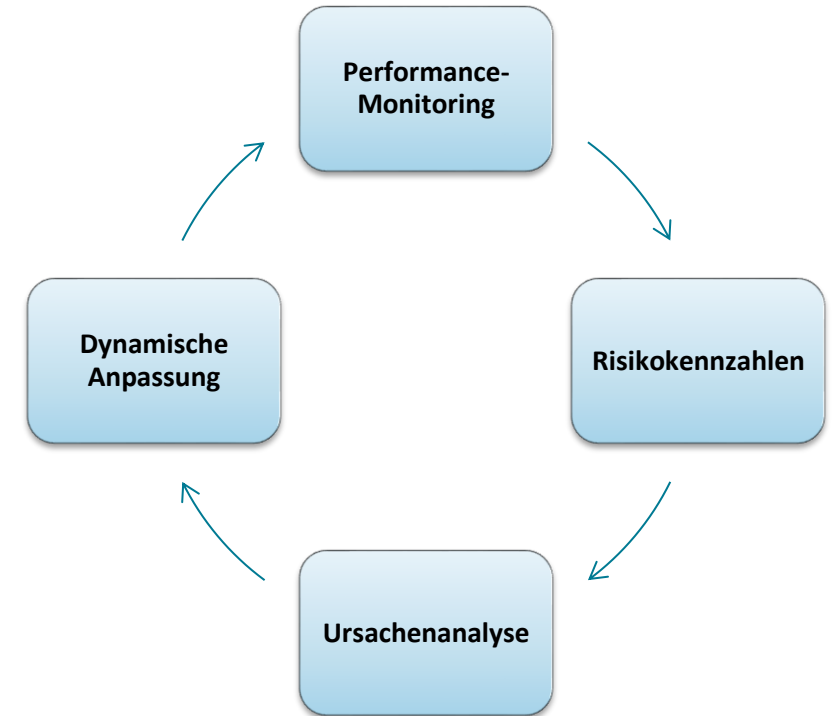 Performance-
Monitoring
Risikokennzahlen
Ursachenanalyse
Dynamische
Anpassung